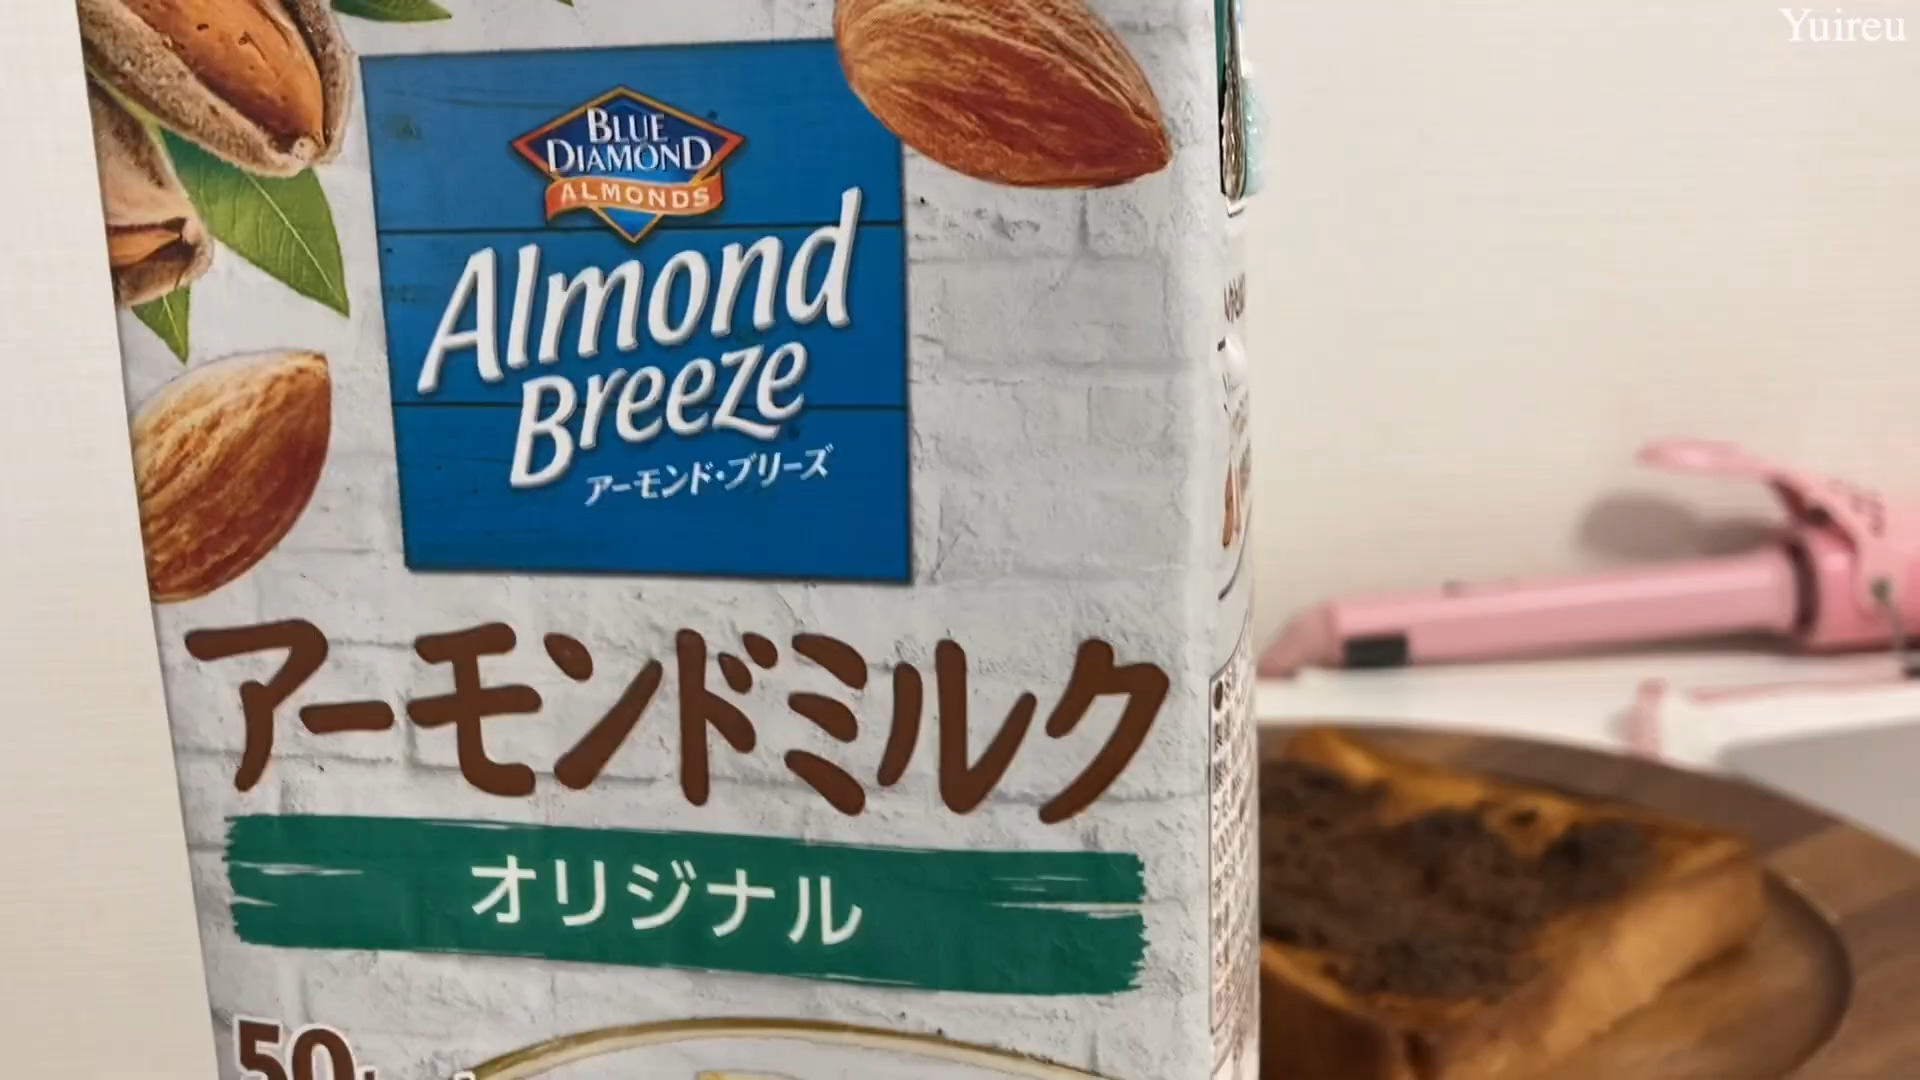 Yuireu
BLUE
DIAMOND
ALMONDS
Almond
Breeze
アーモンド・ブリーズ
アーモンドミルク
オリジナル
50